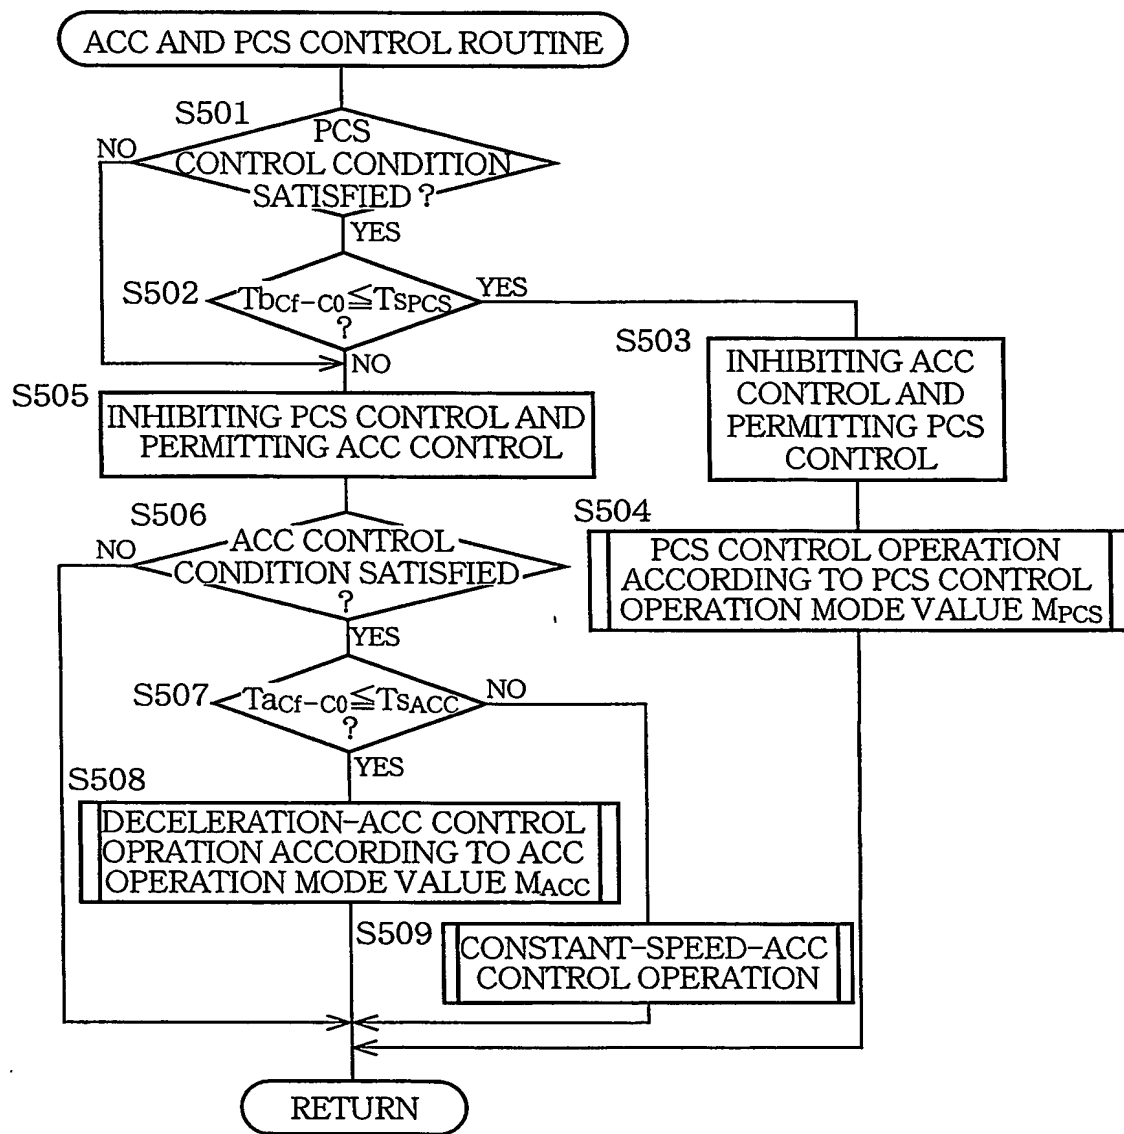 ACC AND PCS CONTROL ROUTINE
S501
PCS
CONTROL CONDITION
SATISFIED ?
NO
YES
S502
TbCf-C0≦TsPCS
?
YES
NO
S503
INHIBITING ACC
CONTROL AND
PERMITTING PCS
CONTROL
S505
INHIBITING PCS CONTROL AND
PERMITTING ACC CONTROL
S504
PCS CONTROL OPERATION
ACCORDING TO PCS CONTROL
OPERATION MODE VALUE MPCS
S506
ACC CONTROL
CONDITION SATISFIED
?
NO
YES
S507
TaCf-C0≦TsACC
?
NO
YES
S508
DECELERATION-ACC CONTROL
OPRATION ACCORDING TO ACC
OPERATION MODE VALUE MACC
S509
CONSTANT-SPEED-ACC
CONTROL OPERATION
RETURN